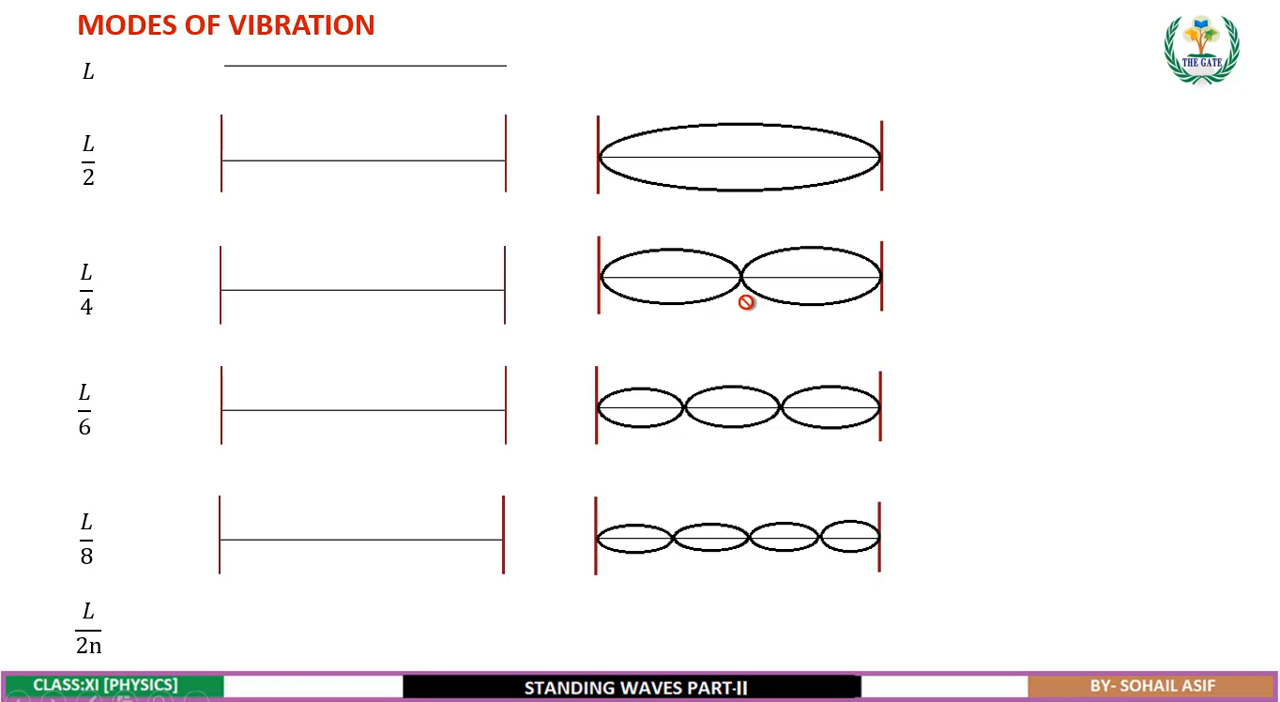 MODES OF VIBRATION
THE GATE
L
L
2
L
4
L
6
L
8
L
2n
CLASS:XI [PHYSICS]
STANDING WAVES PART-II
BY- SOHAIL ASIF